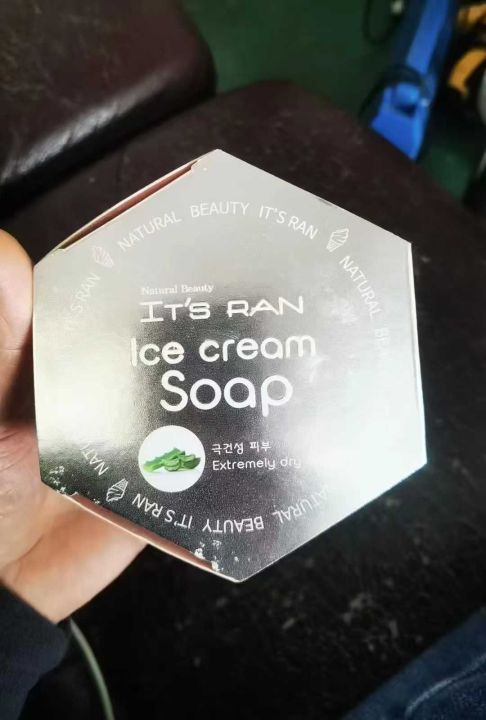 NATURAL BEAUTY IT'S RAN
NATURAL
Natural Beauty
IT'S RAN
Ice cream
Soap
극건성 피부
Extremely dry
NATURAL BEAUTY IT'S RAN
IT'S RAN